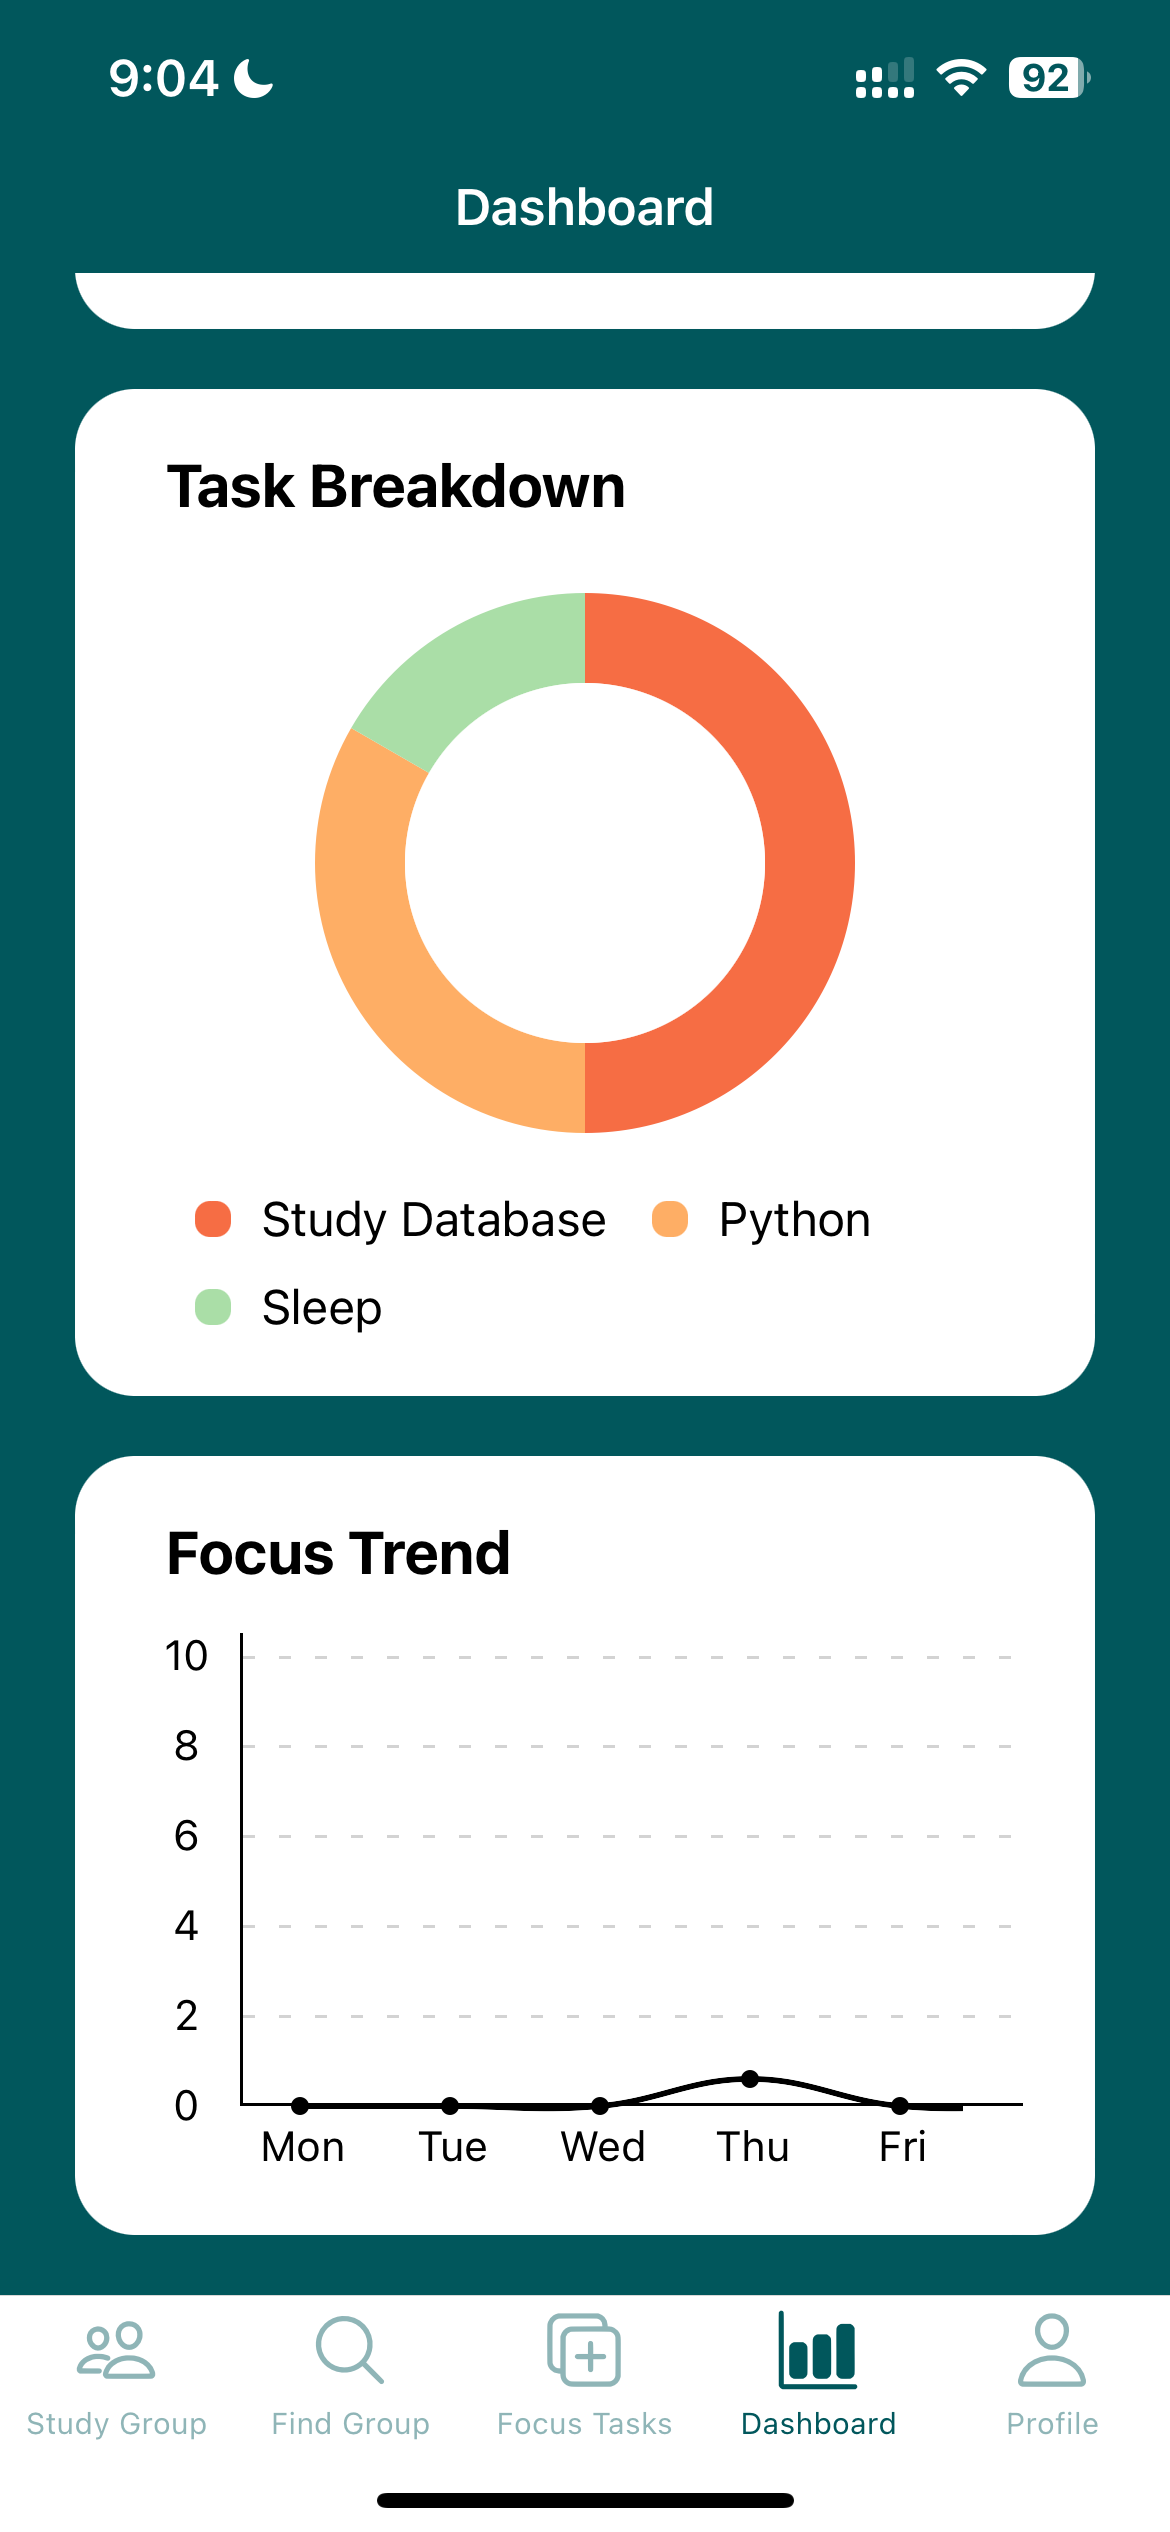 9:04
92
Dashboard
Task Breakdown
Study Database Python
Sleep
Focus Trend
10
8
6
4
2
0
Mon Tue Wed Thu Fri
Study Group Find Group Focus Tasks Dashboard Profile